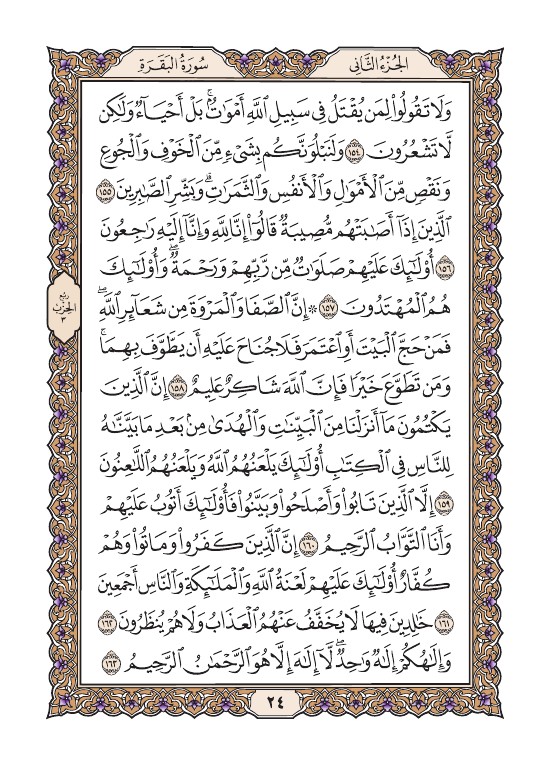 الجُزْءُ الثَّانِي
سُورَةُ البَقَرَةِ
وَلَا تَقُولُوا۟ لِمَن يُقْتَلُ فِى سَبِيلِ ٱللَّهِ أَمْوَٰتٌۢ ۚ بَلْ أَحْيَآءٌ وَلَٰكِن
لَّا تَشْعُرُونَ ١٥٤ وَلَنَبْلُوَنَّكُم بِشَىْءٍ مِّنَ ٱلْخَوْفِ وَٱلْجُوعِ
وَنَقْصٍ مِّنَ ٱلْأَمْوَٰلِ وَٱلْأَنفُسِ وَٱلثَّمَرَٰتِ ۗ وَبَشِّرِ ٱلصَّٰبِرِينَ ١٥٥
ٱلَّذِينَ إِذَآ أَصَٰبَتْهُم مُّصِيبَةٌ قَالُوٓا۟ إِنَّا لِلَّهِ وَإِنَّآ إِلَيْهِ رَٰجِعُونَ
١٥٦ أُو۟لَٰٓئِكَ عَلَيْهِمْ صَلَوَٰتٌ مِّن رَّبِّهِمْ وَرَحْمَةٌ ۖ وَأُو۟لَٰٓئِكَ
هُمُ ٱلْمُهْتَدُونَ ١٥٧ ۞ إِنَّ ٱلصَّفَا وَٱلْمَرْوَةَ مِن شَعَآئِرِ ٱللَّهِ ۖ
فَمَنْ حَجَّ ٱلْبَيْتَ أَوِ ٱعْتَمَرَ فَلَا جُنَاحَ عَلَيْهِ أَن يَطَّوَّفَ بِهِمَا ۚ
وَمَن تَطَوَّعَ خَيْرًا فَإِنَّ ٱللَّهَ شَاكِرٌ عَلِيمٌ ١٥٨ إِنَّ ٱلَّذِينَ
يَكْتُمُونَ مَآ أَنزَلْنَا مِنَ ٱلْبَيِّنَٰتِ وَٱلْهُدَىٰ مِنۢ بَعْدِ مَا بَيَّنَّٰهُ
لِلنَّاسِ فِى ٱلْكِتَٰبِ أُو۟لَٰٓئِكَ يَلْعَنُهُمُ ٱللَّهُ وَيَلْعَنُهُمُ ٱللَّٰعِنُونَ
١٥٩ إِلَّا ٱلَّذِينَ تَابُوا۟ وَأَصْلَحُوا۟ وَبَيَّنُوا۟ فَأُو۟لَٰٓئِكَ أَتُوبُ عَلَيْهِمْ
وَأَنَا ٱلتَّوَّابُ ٱلرَّحِيمُ ١٦٠ إِنَّ ٱلَّذِينَ كَفَرُوا۟ وَمَاتُوا۟ وَهُمْ
كُفَّارٌ أُو۟لَٰٓئِكَ عَلَيْهِمْ لَعْنَةُ ٱللَّهِ وَٱلْمَلَٰٓئِكَةِ وَٱلنَّاسِ أَجْمَعِينَ
١٦١ خَٰلِدِينَ فِيهَا لَا يُخَفَّفُ عَنْهُمُ ٱلْعَذَابُ وَلَا هُمْ يُنظَرُونَ ١٦٢
وَإِلَٰهُكُمْ إِلَٰهٌ وَٰحِدٌ ۖ لَّآ إِلَٰهَ إِلَّا هُوَ ٱلرَّحْمَٰنُ ٱلرَّحِيمُ ١٦٣
ربع
الحزب
٣
٢٤